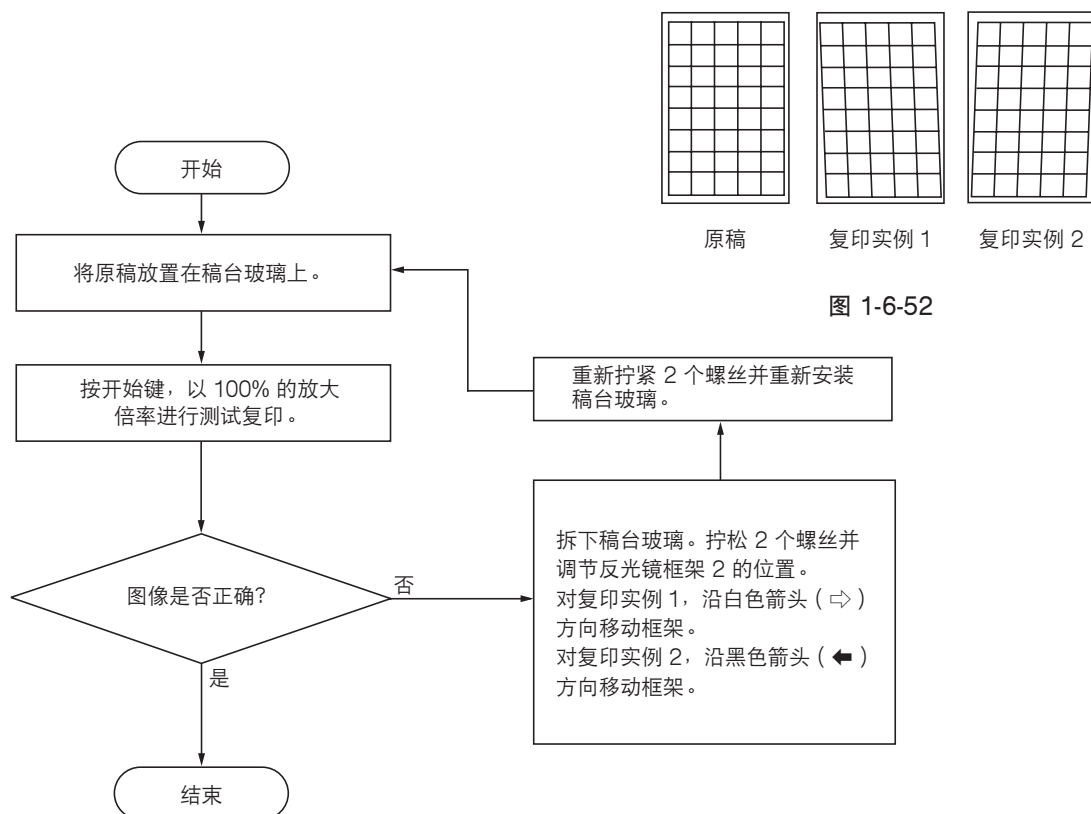 原稿
复印实例 1
复印实例 2
图 1-6-52
开始
将原稿放置在稿台玻璃上。
按开始键，以 100% 的放大
倍率进行测试复印。
图像是否正确?
否
是
结束
拆下稿台玻璃。拧松 2 个螺丝并
调节反光镜框架 2 的位置。
对复印实例 1，沿白色箭头 ( ⇨ )
方向移动框架。
对复印实例 2，沿黑色箭头 ( ⬅ )
方向移动框架。
重新拧紧 2 个螺丝并重新安装
稿台玻璃。